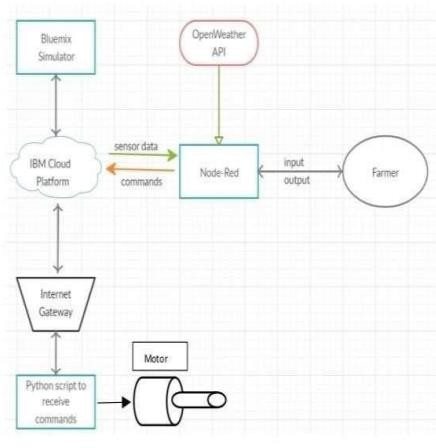 Bluemix
Simulator
OpenWeather
API
IBM Cloud
Platform
sensor data
commands
Node-Red
input
output
Farmer
Internet
Gateway
Motor
Python script to
receive
commands